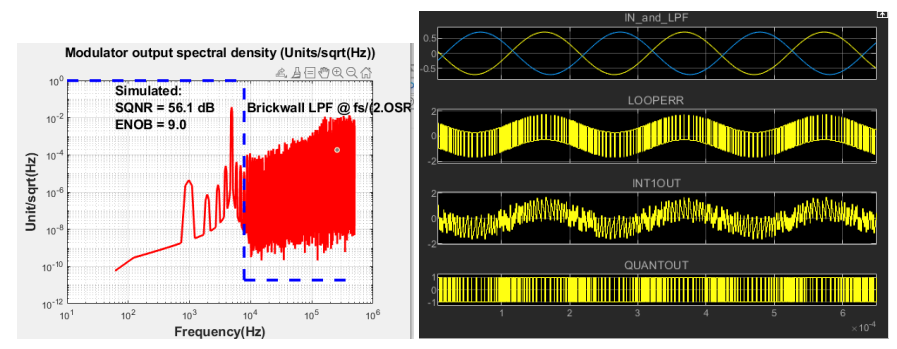 Modulator output spectral density (Units/sqrt(Hz))
10^0
Simulated:
SQNR = 56.1 dB
Brickwall LPF @ fs/(2.OSR
ENOB = 9.0
10^-2
10^-4
10^-6
10^-8
10^-10
10^-12
Unit/sqrt(Hz)
10^1
10^2
10^3
10^4
10^5
10^6
Frequency(Hz)
IN_and_LPF
0.5
0
-0.5
LOOPERR
2
0
-2
INT1OUT
2
0
-2
QUANTOUT
1
0
-1
1
2
3
4
5
6
×10^-4